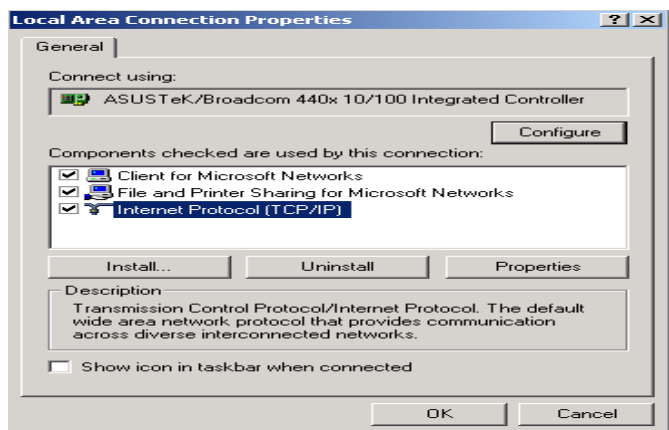 Local Area Connection Properties
General
Connect using:
ASUSTeK/Broadcom 440x 10/100 Integrated Controller
Configure
Components checked are used by this connection:
Client for Microsoft Networks
File and Printer Sharing for Microsoft Networks
Internet Protocol (TCP/IP)
Install... Uninstall Properties
Description
Transmission Control Protocol/Internet Protocol. The default
wide area network protocol that provides communication
across diverse interconnected networks.
Show icon in taskbar when connected
OK Cancel